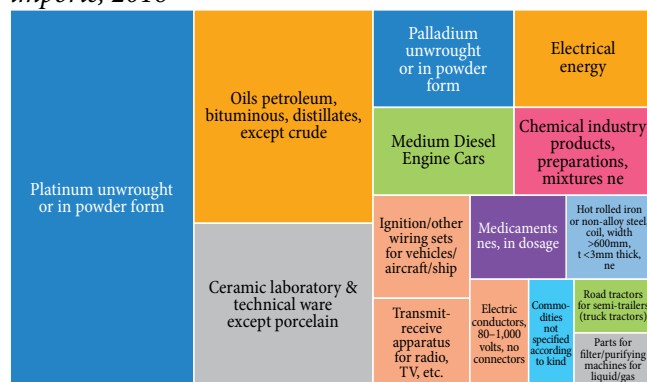 imports, 2018
Platinum unwrought
or in powder form
Oils petroleum,
bituminous, distillates,
except crude
Ceramic laboratory &
technical ware
except porcelain
Palladium
unwrought
or in powder
form
Electrical
energy
Medium Diesel
Engine Cars
Chemical industry
products,
preparations,
mixtures ne
Ignition/other
wiring sets
for vehicles/
aircraft/ship
Medicaments
nes, in dosage
Hot rolled iron
or non-alloy steel,
coil, width
>600mm,
t <3mm thick,
ne
Transmit-
receive
apparatus
for radio,
TV, etc.
Electric
conductors,
80–1,000
volts, no
connectors
Commo-
dities
not
specified
according
to kind
Road tractors
for semi-trailers
(truck tractors)
Parts for
filter/purifying
machines for
liquid/gas